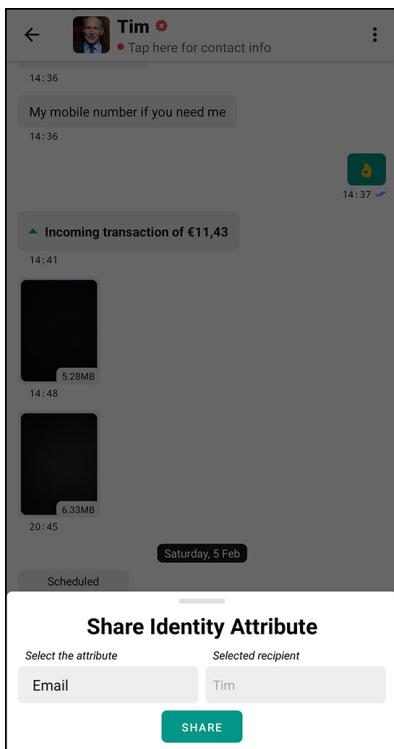 Tim
Tap here for contact info
14:36
My mobile number if you need me
14:36
14:37
Incoming transaction of €11,43
14:41
5.28MB
14:48
6.33MB
20:45
Saturday, 5 Feb
Scheduled
Share Identity Attribute
Select the attribute
Selected recipient
Email
Tim
SHARE